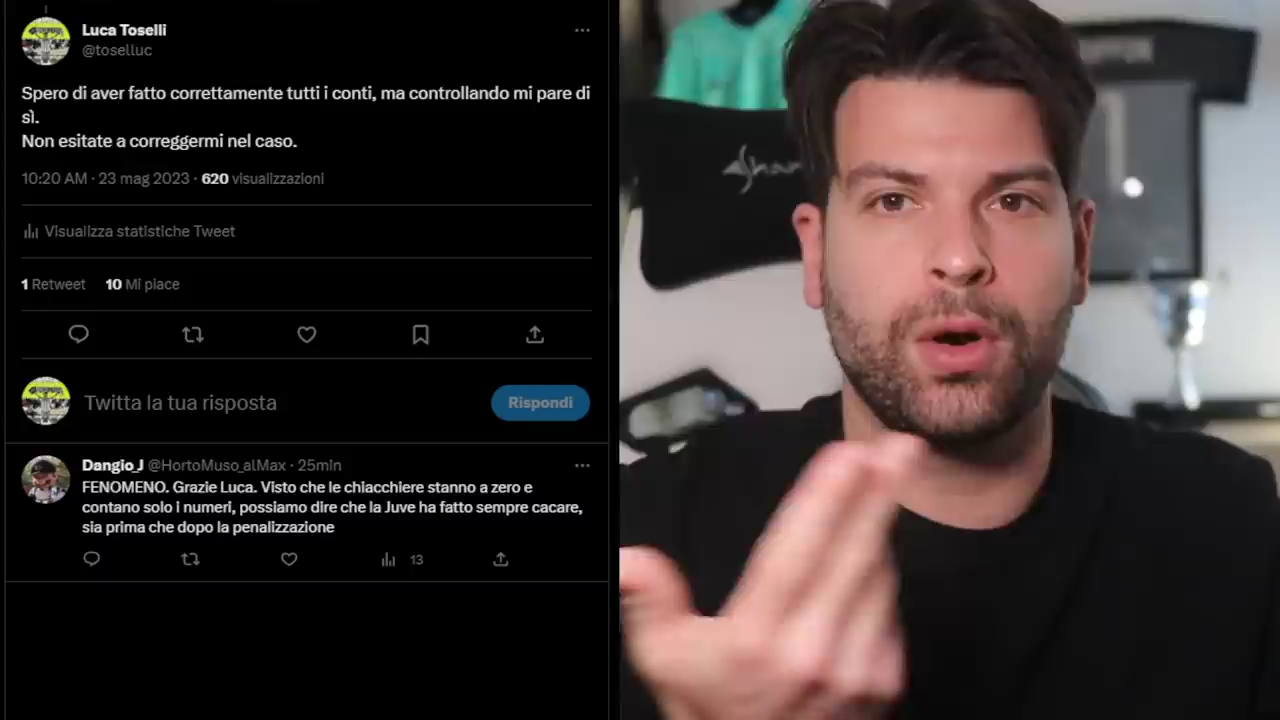 Luca Toselli
@toselluc
Spero di aver fatto correttamente tutti i conti, ma controllando mi pare di
sì.
Non esitate a correggermi nel caso.
10:20 AM · 23 mag 2023 · 620 visualizzazioni
Visualizza statistiche Tweet
1 Retweet 10 Mi piace
Twitta la tua risposta
Rispondi
Dangio_J @HortoMuso_alMax · 25min
FENOMENO. Grazie Luca. Visto che le chiacchiere stanno a zero e
contano solo i numeri, possiamo dire che la Juve ha fatto sempre cacare,
sia prima che dopo la penalizzazione
13